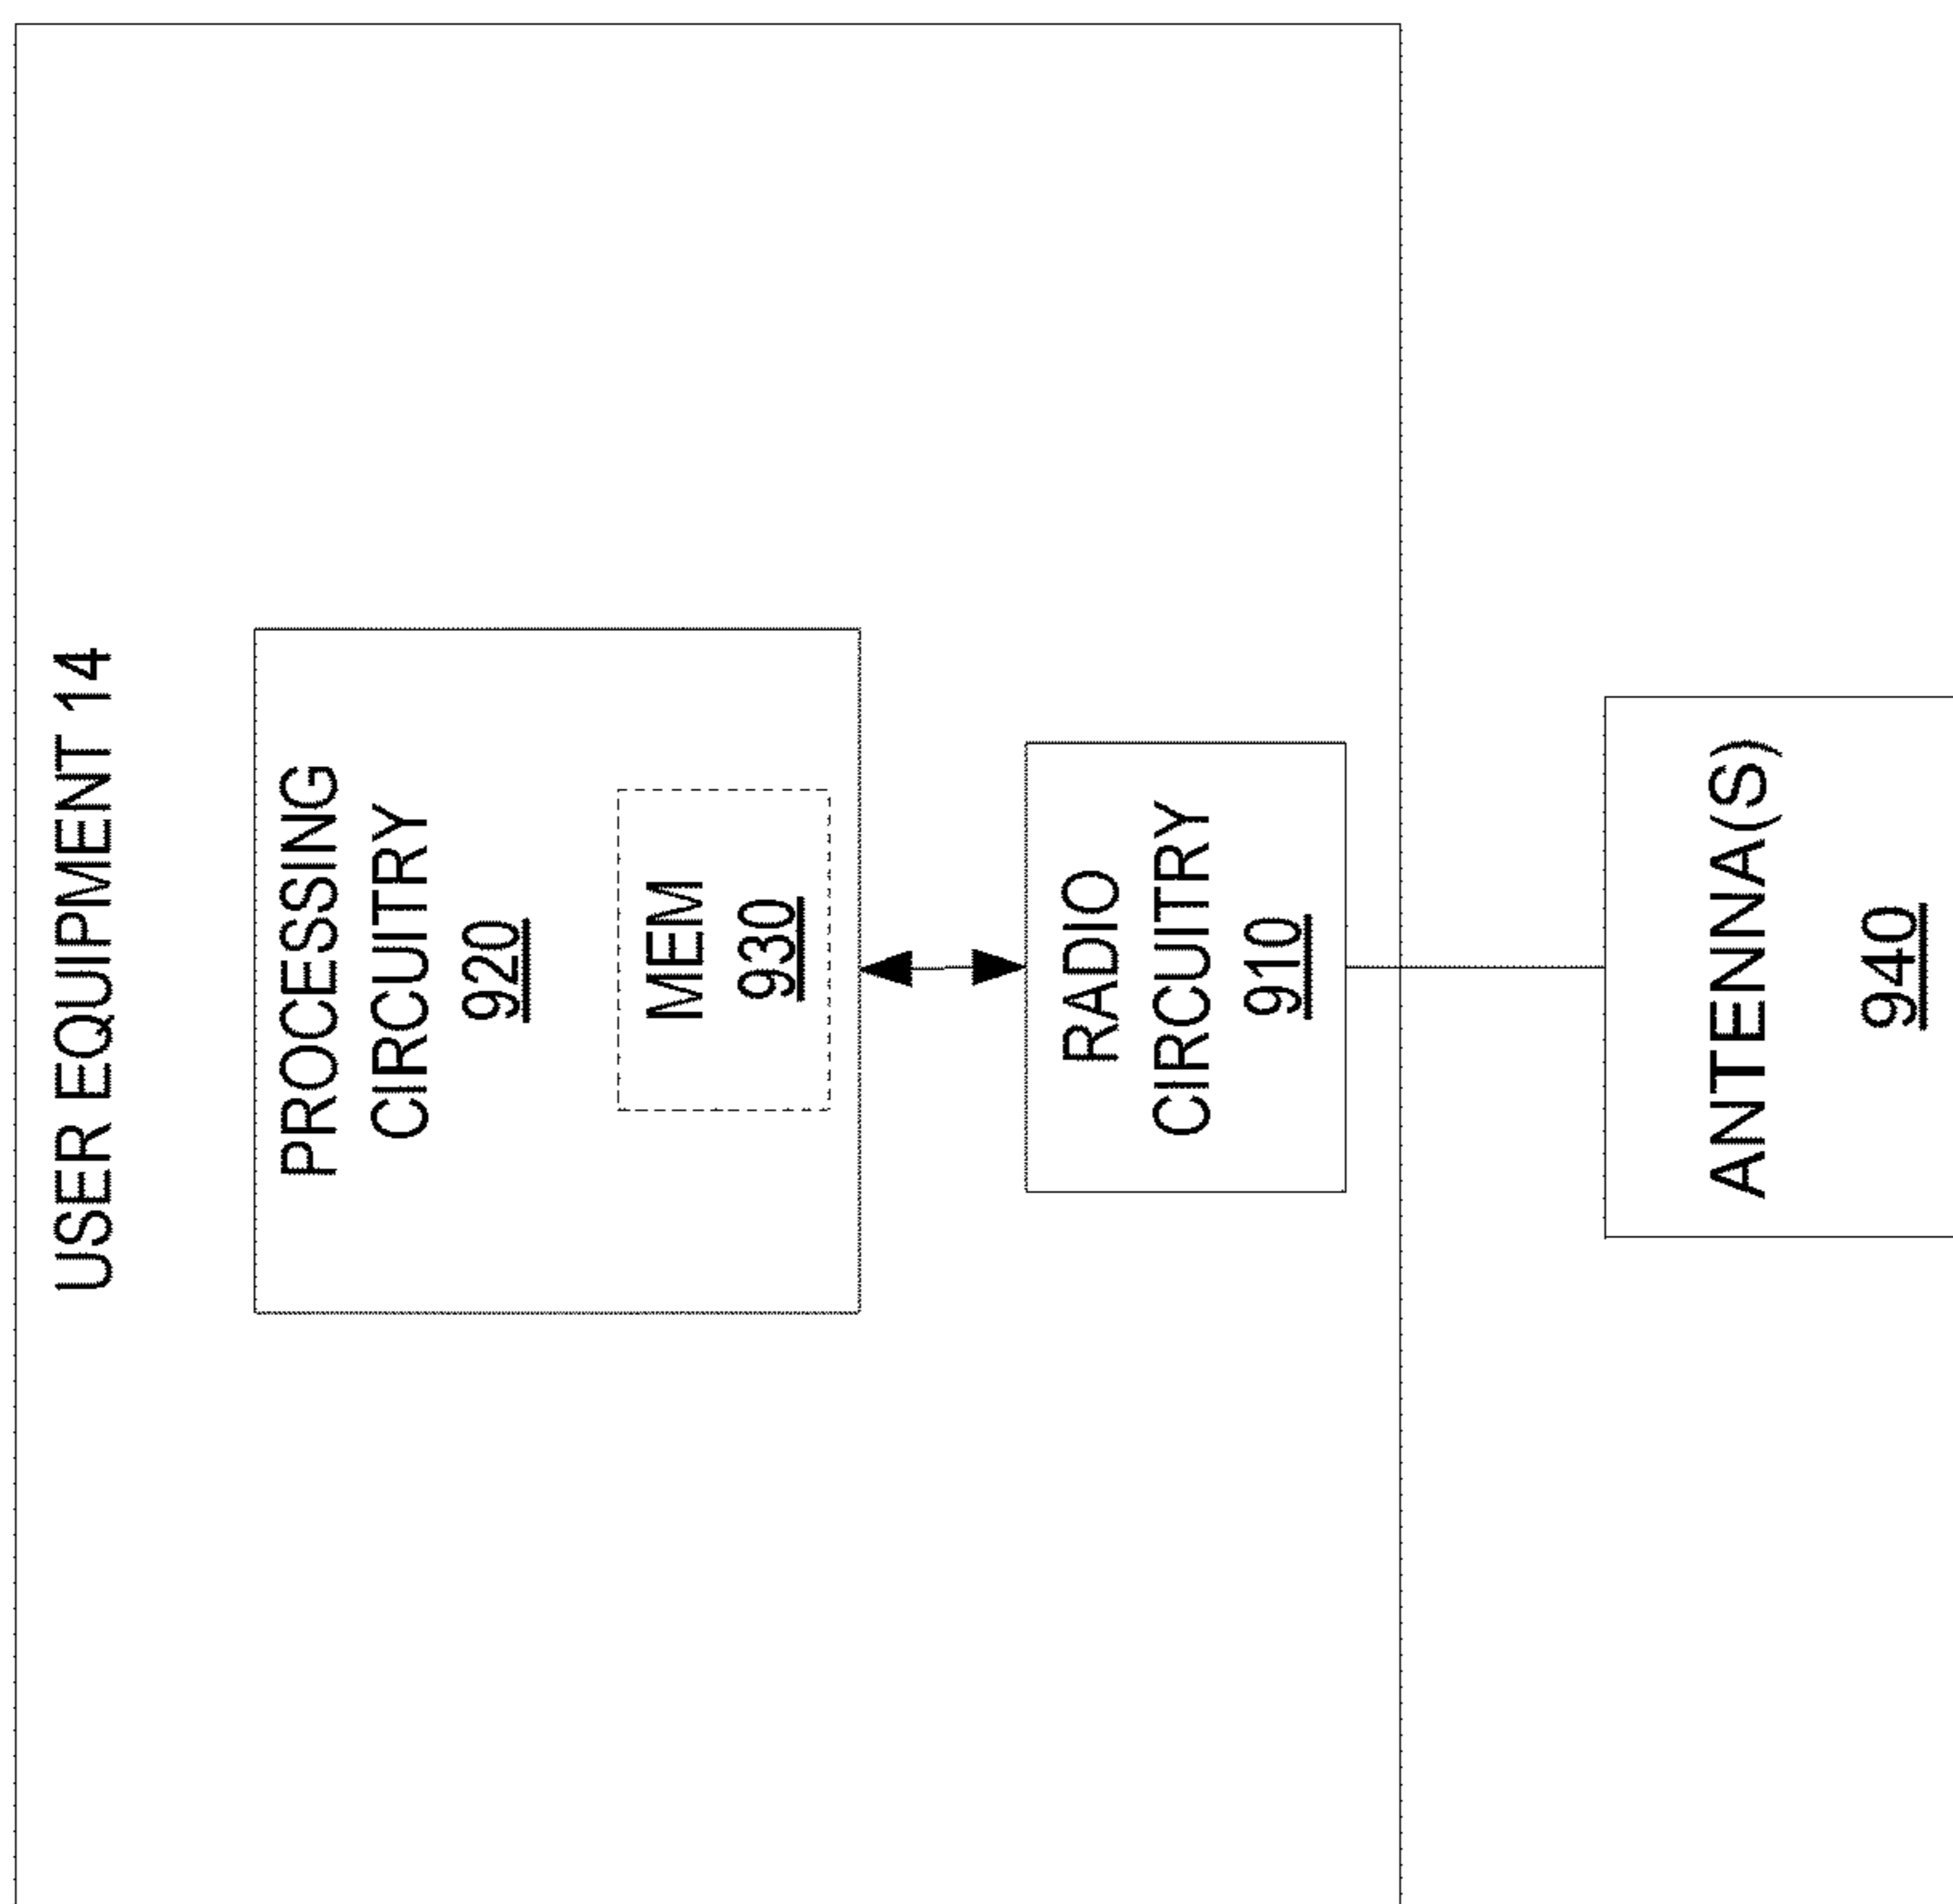 USER EQUIPMENT 14
PROCESSING
CIRCUITRY
920
MEM
930
RADIO
CIRCUITRY
910
ANTENNA(S)
940